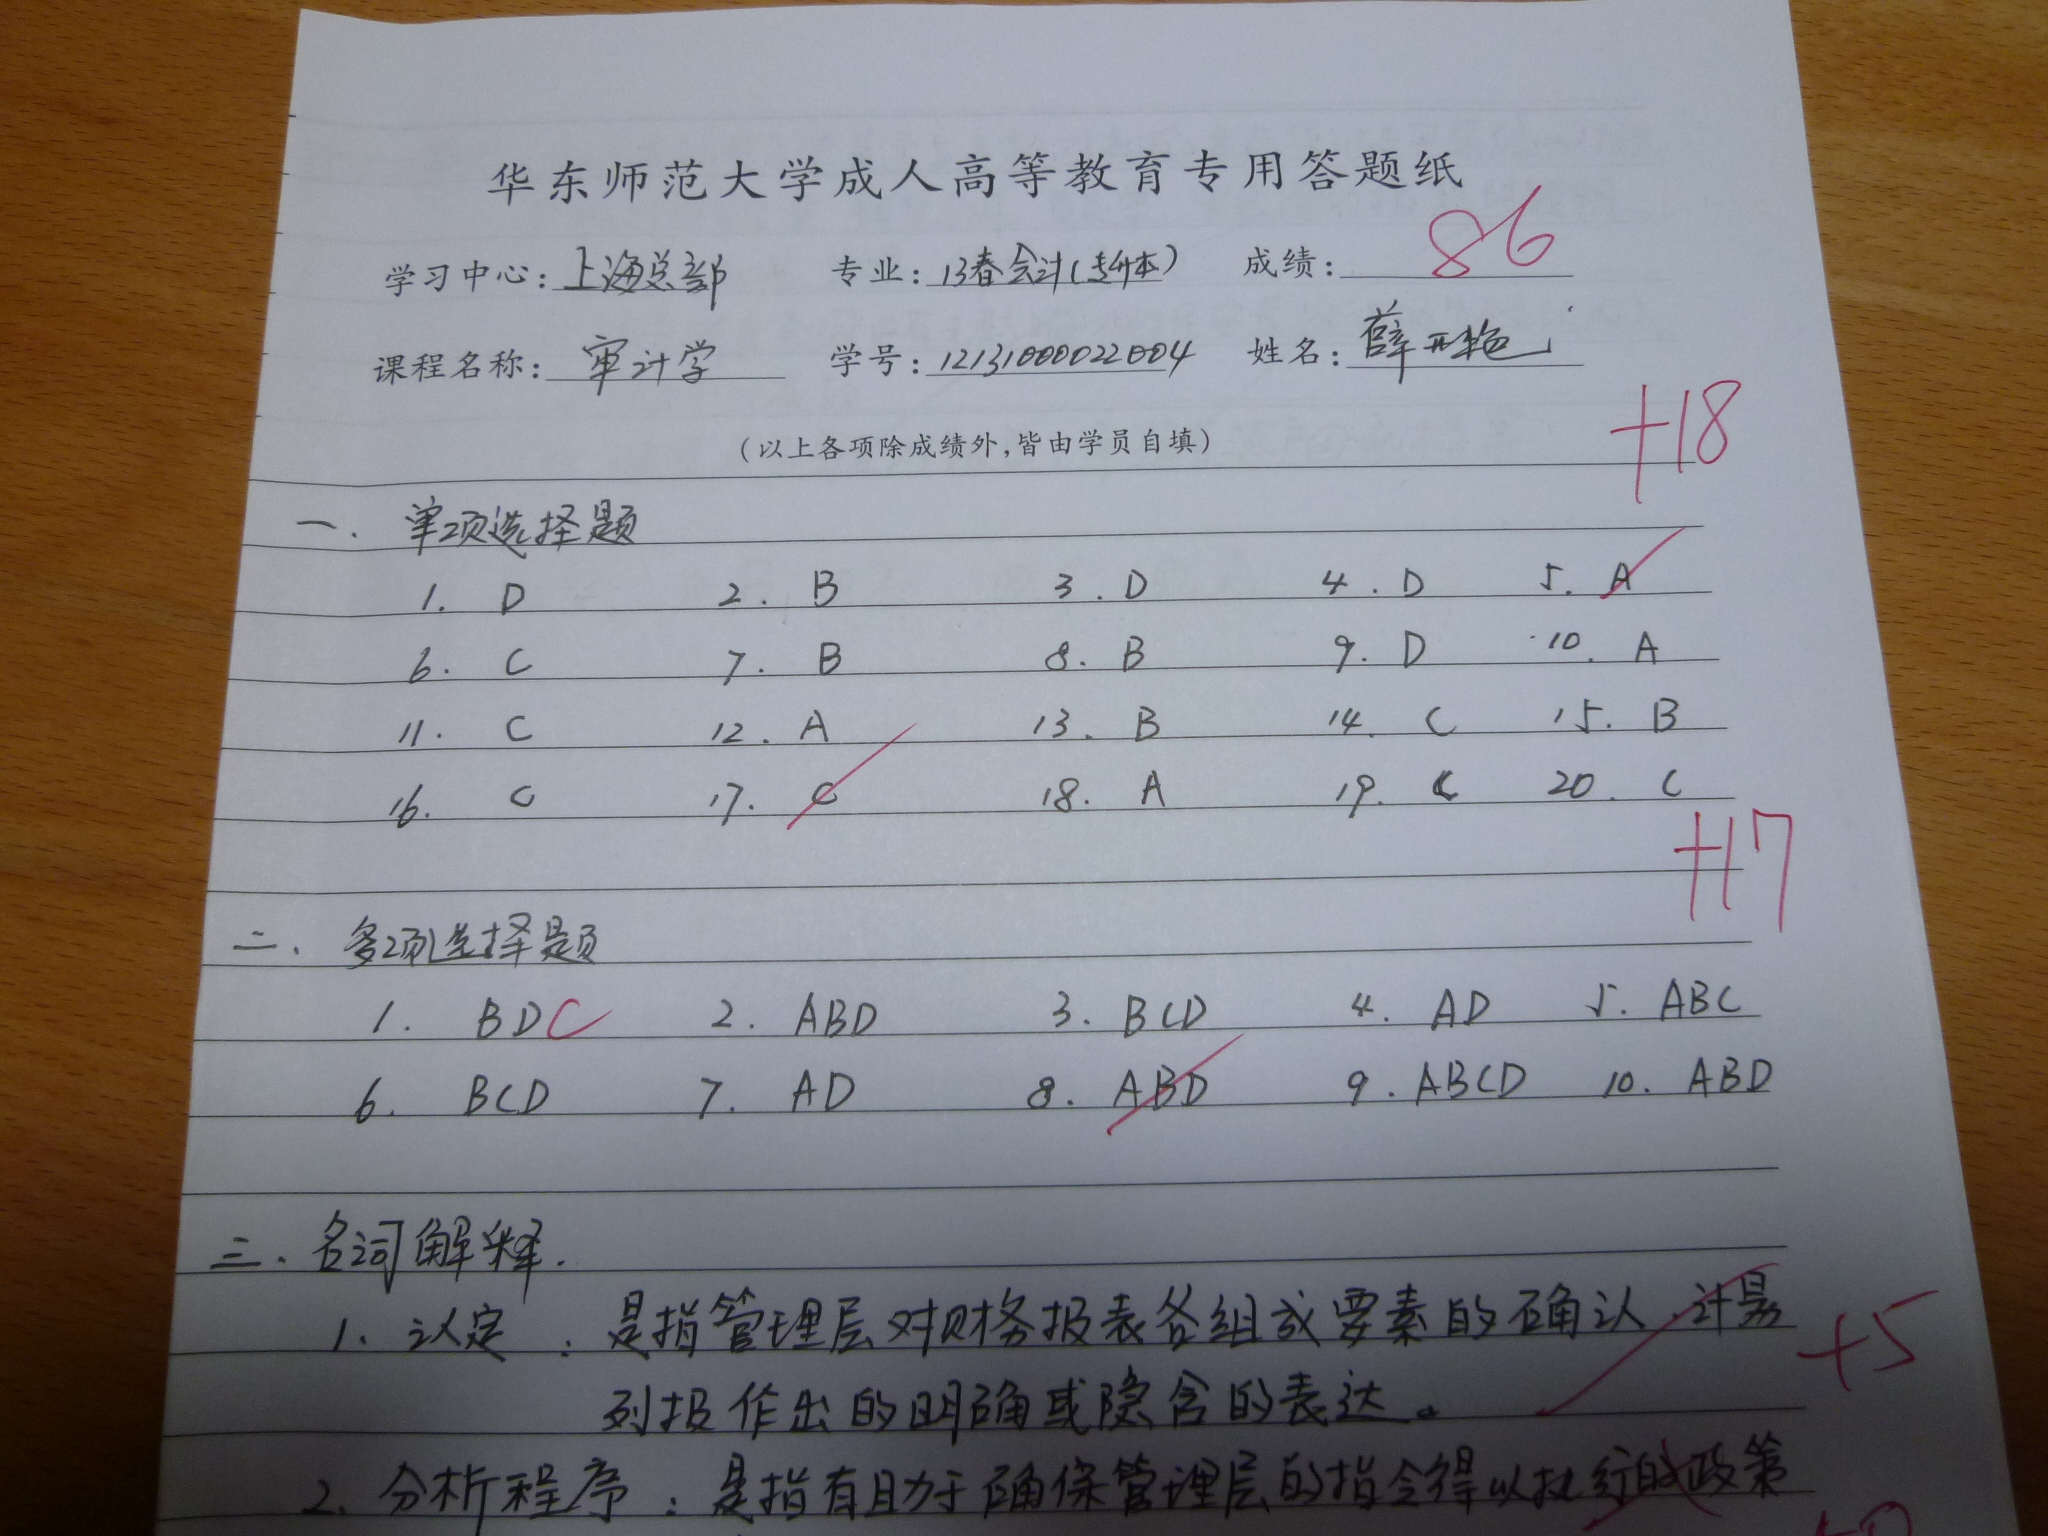 华东师范大学成人高等教育专用答题纸
学习中心: 上海总部 专业: 13春会计(专升本) 成绩: 86
课程名称: 审计学 学号: 12131000022004 姓名: 薛艳
(以上各项除成绩外,皆由学员自填)
+18
一. 单项选择题
1. D 2. B 3. D 4. D 5. A
6. C 7. B 8. B 9. D 10. A
11. C 12. A 13. B 14. C 15. B
16. C 17. C 18. A 19. C 20. C
+17
二. 多项选择题
1. BDC 2. ABD 3. BCD 4. AD 5. ABC
6. BCD 7. AD 8. ABD 9. ABCD 10. ABD
三. 名词解释.
1. 认定 : 是指管理层对财务报表各组成要素的确认.计量
+5
列报作出的明确或隐含的表达。
2. 分析程序 : 是指有助于确保管理层的指令得以执行的政策